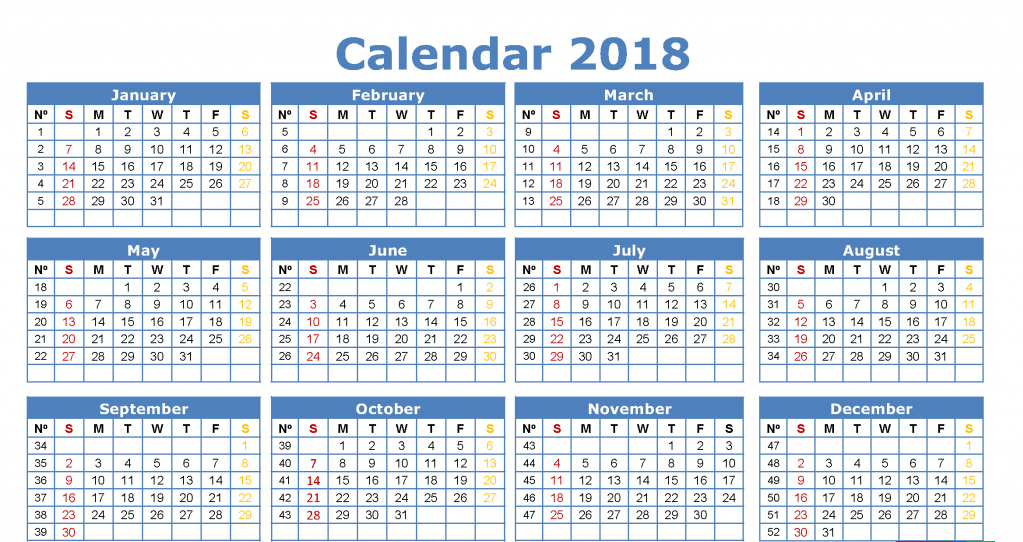 Calendar 2018
January
Nº S M T W T F S
1 1 2 3 4 5 6
2 7 8 9 10 11 12 13
3 14 15 16 17 18 19 20
4 21 22 23 24 25 26 27
5 28 29 30 31
February
Nº S M T W T F S
5 1 2 3
6 4 5 6 7 8 9 10
7 11 12 13 14 15 16 17
8 18 19 20 21 22 23 24
9 25 26 27 28
March
Nº S M T W T F S
9 1 2 3
10 4 5 6 7 8 9 10
11 11 12 13 14 15 16 17
12 18 19 20 21 22 23 24
13 25 26 27 28 29 30 31
April
Nº S M T W T F S
14 1 2 3 4 5 6 7
15 8 9 10 11 12 13 14
16 15 16 17 18 19 20 21
17 22 23 24 25 26 27 28
18 29 30
May
Nº S M T W T F S
18 1 2 3 4 5
19 6 7 8 9 10 11 12
20 13 14 15 16 17 18 19
21 20 21 22 23 24 25 26
22 27 28 29 30 31
June
Nº S M T W T F S
22 1 2
23 3 4 5 6 7 8 9
24 10 11 12 13 14 15 16
25 17 18 19 20 21 22 23
26 24 25 26 27 28 29 30
July
Nº S M T W T F S
26 1 2 3 4 5 6 7
27 8 9 10 11 12 13 14
28 15 16 17 18 19 20 21
29 22 23 24 25 26 27 28
30 29 30 31
August
Nº S M T W T F S
30 1 2 3 4
31 5 6 7 8 9 10 11
32 12 13 14 15 16 17 18
33 19 20 21 22 23 24 25
34 26 27 28 29 30 31
September
Nº S M T W T F S
34 1
35 2 3 4 5 6 7 8
36 9 10 11 12 13 14 15
37 16 17 18 19 20 21 22
38 23 24 25 26 27 28 29
39 30
October
Nº S M T W T F S
39 1 2 3 4 5 6
40 7 8 9 10 11 12 13
41 14 15 16 17 18 19 20
42 21 22 23 24 25 26 27
43 28 29 30 31
November
Nº S M T W T F S
43 1 2 3
44 4 5 6 7 8 9 10
45 11 12 13 14 15 16 17
46 18 19 20 21 22 23 24
47 25 26 27 28 29 30
December
Nº S M T W T F S
47 1
48 2 3 4 5 6 7 8
49 9 10 11 12 13 14 15
50 16 17 18 19 20 21 22
51 23 24 25 26 27 28 29
52 30 31